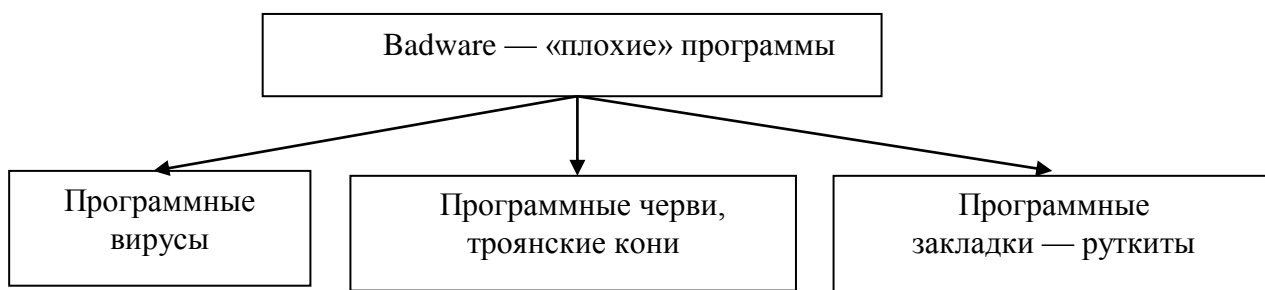 Badware — «плохие» программы
Программные
вирусы
Программные черви,
троянские кони
Программные
закладки — руткиты